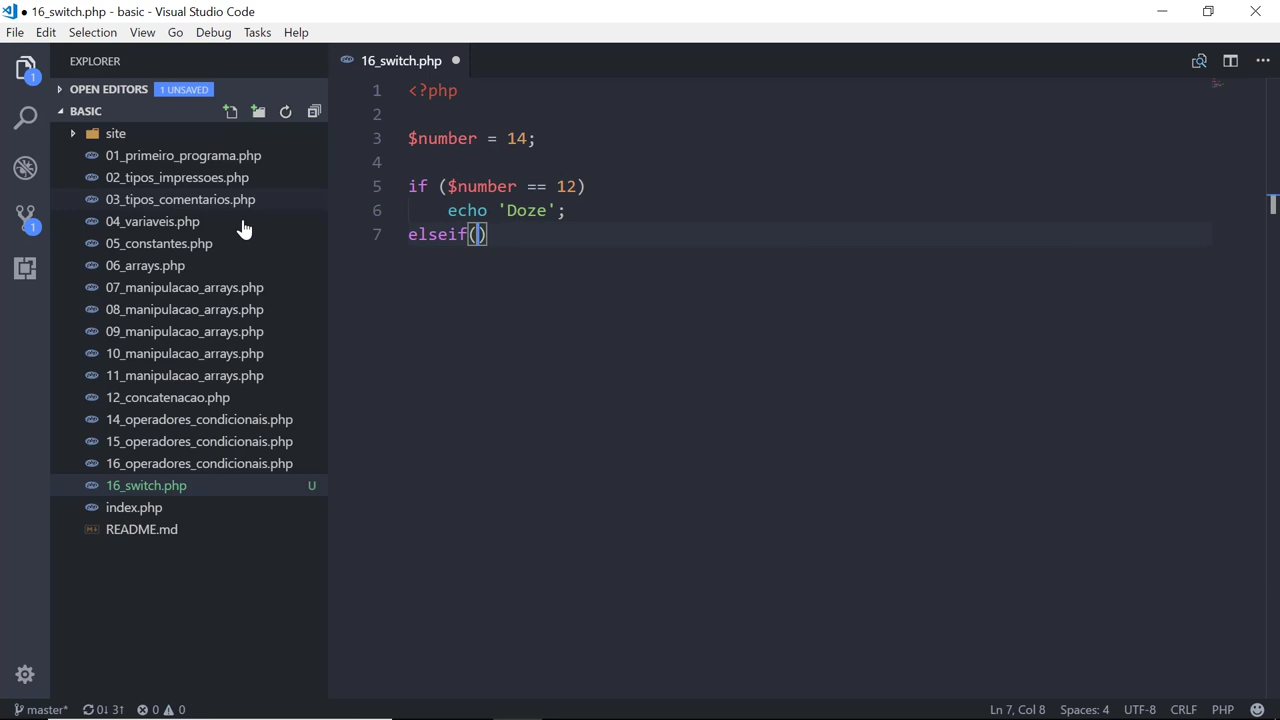 ● 16_switch.php - basic - Visual Studio Code
File Edit Selection View Go Debug Tasks Help
EXPLORER
16_switch.php ●
OPEN EDITORS 1 UNSAVED
BASIC
site
01_primeiro_programa.php
02_tipos_impressoes.php
03_tipos_comentarios.php
04_variaveis.php
05_constantes.php
06_arrays.php
07_manipulacao_arrays.php
08_manipulacao_arrays.php
09_manipulacao_arrays.php
10_manipulacao_arrays.php
11_manipulacao_arrays.php
12_concatenacao.php
14_operadores_condicionais.php
15_operadores_condicionais.php
16_operadores_condicionais.php
16_switch.php U
index.php
README.md
1
1
1 <?php
2
3 $number = 14;
4
5 if ($number == 12)
6 echo 'Doze';
7 elseif()
master* 0↓ 3↑ 0 0 Ln 7, Col 8 Spaces: 4 UTF-8 CRLF PHP